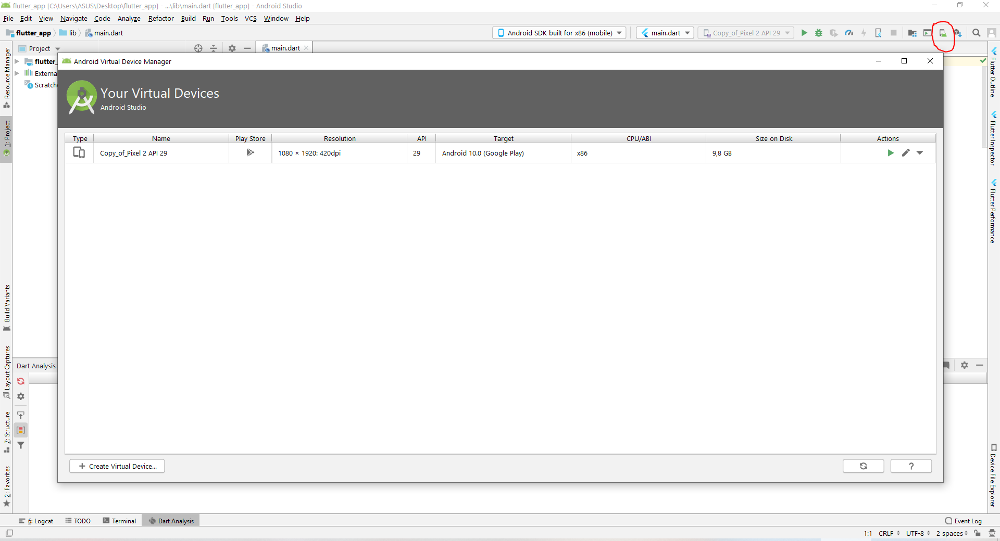 flutter_app [C:\Users\ASUS\Desktop\flutter_app] - ...\lib\main.dart [flutter_app] - Android Studio
File Edit View Navigate Code Analyze Refactor Build Run Tools VCS Window Help
flutter_app lib main.dart
Android SDK built for x86 (mobile) main.dart Copy_of_Pixel 2 API 29
Project
main.dart
Resource Manager
1: Project
Build Variants
Layout Captures
7: Structure
2: Favorites
flutter_
Externa
Scratch
Android Virtual Device Manager
Your Virtual Devices
Android Studio
Type Name Play Store Resolution API Target CPU/ABI Size on Disk Actions
Copy_of_Pixel 2 API 29 1080 × 1920: 420dpi 29 Android 10.0 (Google Play) x86 9,8 GB
+ Create Virtual Device...
?
Flutter Outline
Flutter Inspector
Flutter Performance
Device File Explorer
Dart Analysis
6: Logcat TODO Terminal Dart Analysis Event Log
1:1 CRLF UTF-8 2 spaces